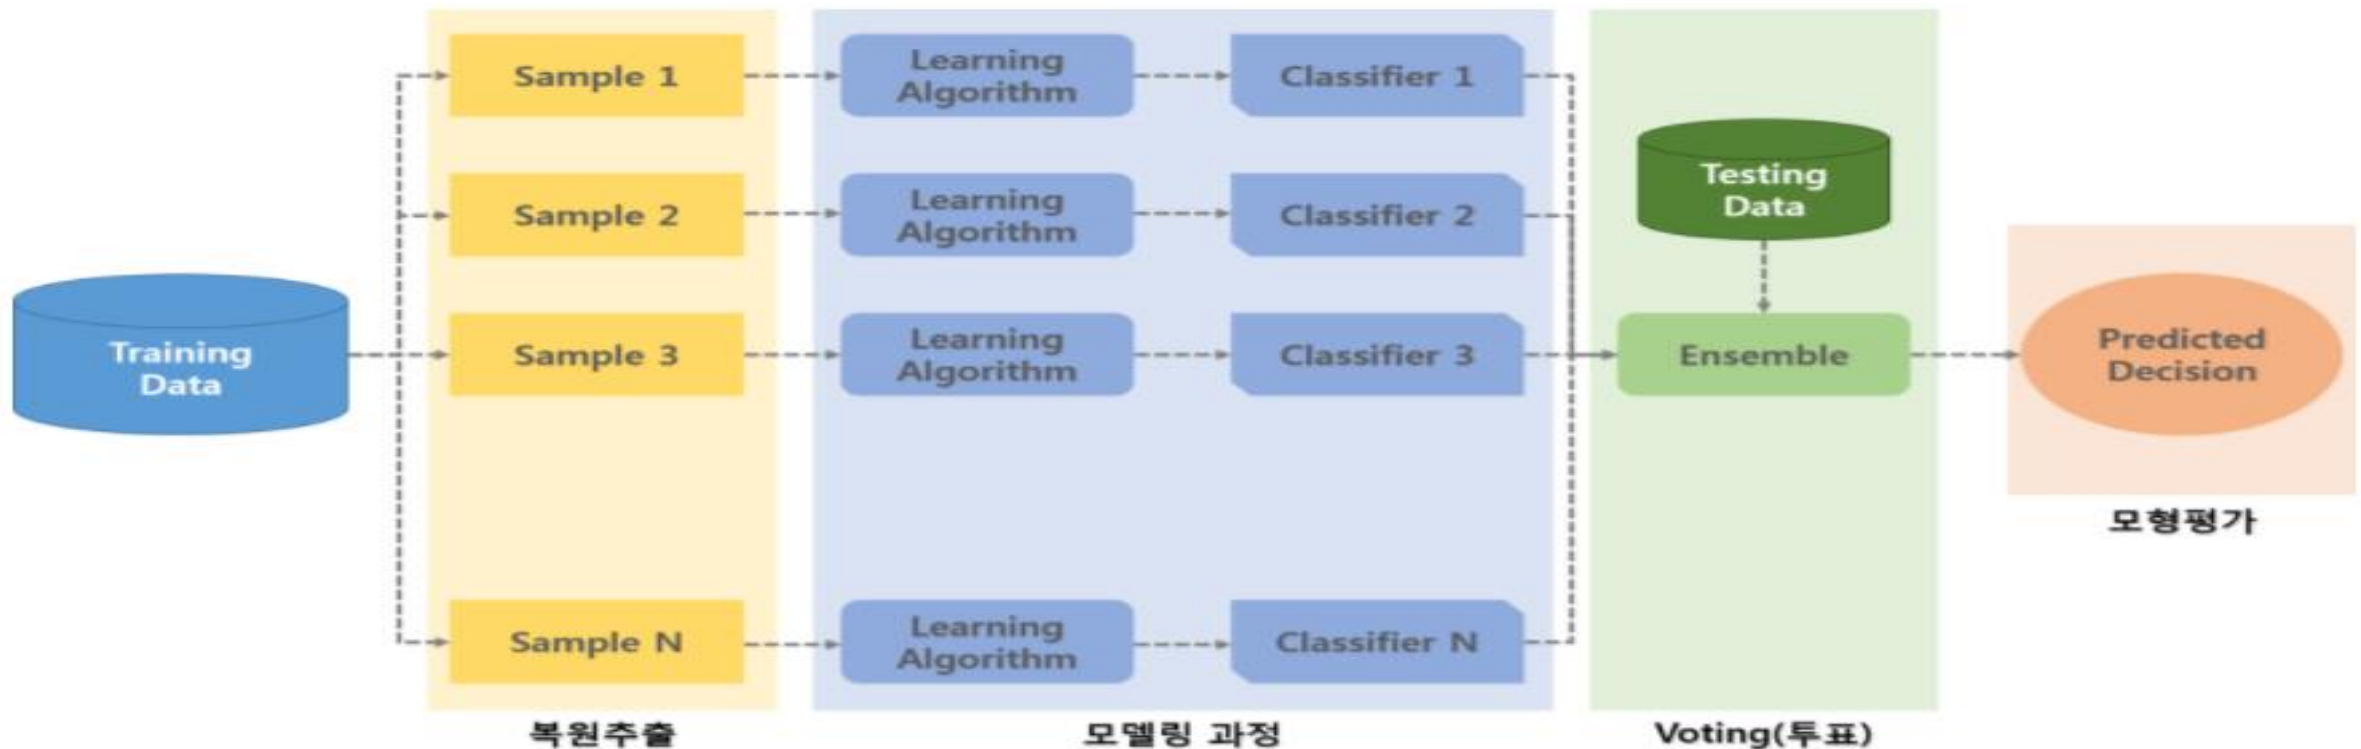 Training
Data
Sample 1
Sample 2
Sample 3
Sample N
복원추출
Learning
Algorithm
Classifier 1
Learning
Algorithm
Classifier 2
Learning
Algorithm
Classifier 3
Learning
Algorithm
Classifier N
모델링 과정
Testing
Data
Ensemble
Voting(투표)
Predicted
Decision
모형평가